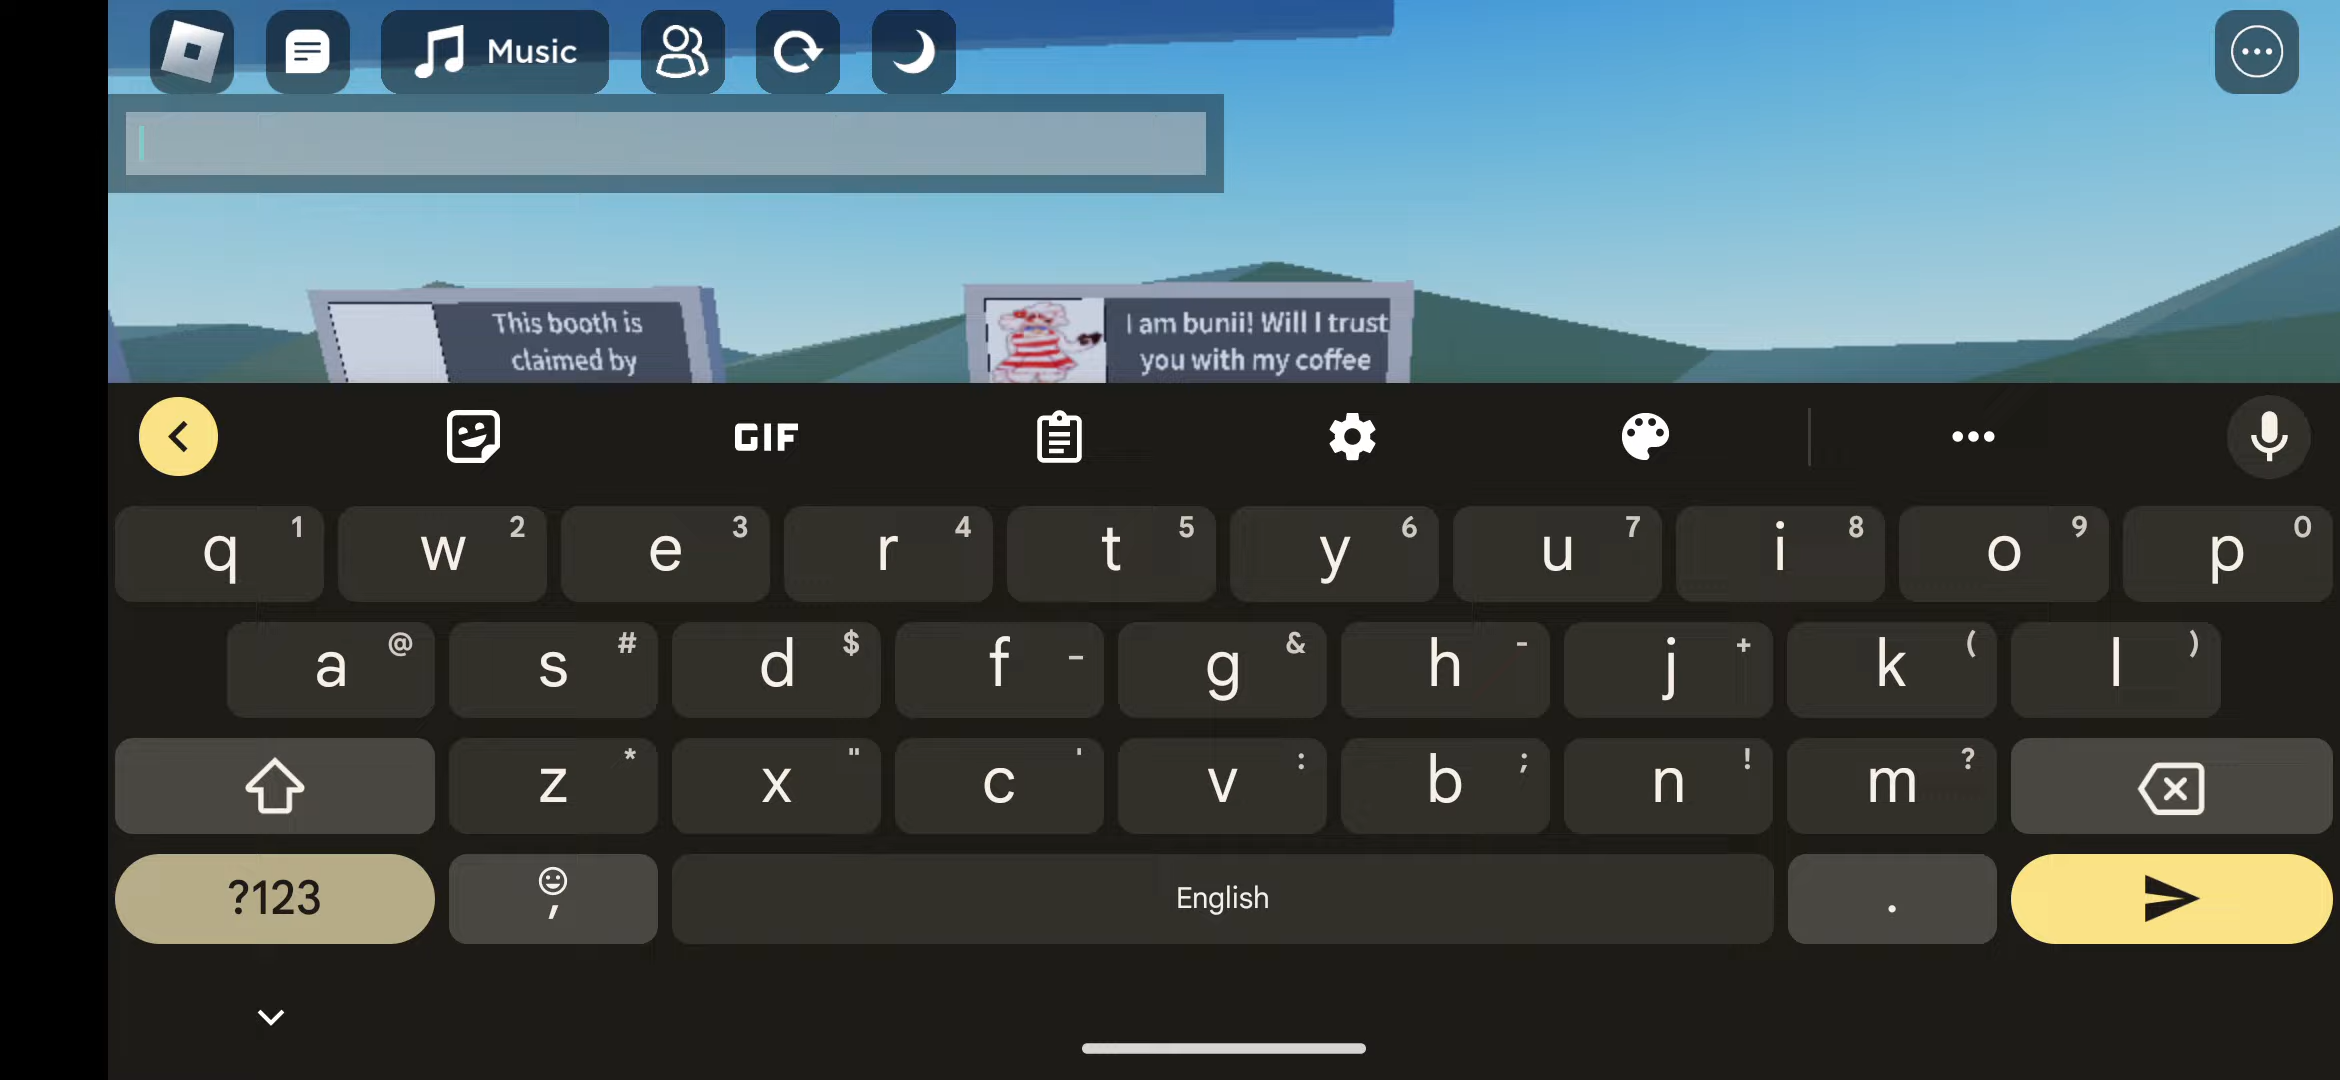 Music
This booth is
claimed by
I am bunii! Will I trust
you with my coffee
GIF
q 1 w 2 e 3 r 4 t 5 y 6 u 7 i 8 o 9 p 0
a @ s # d $ f _ g & h - j + k ( l )
z * x " c ' v : b ; n ! m ?
?123 , English .